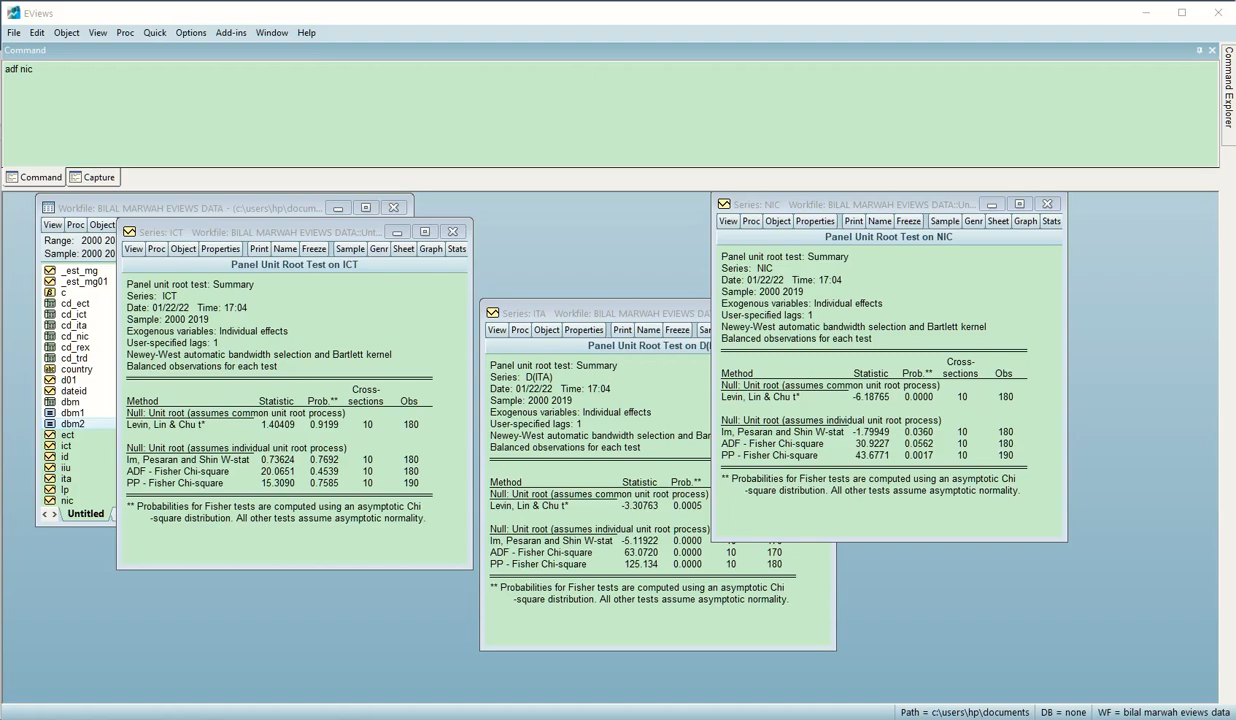 EViews
File Edit Object View Proc Quick Options Add-ins Window Help
Command
adf nic
Command Explorer
Command Capture
Workfile: BILAL MARWAH EVIEWS DATA - (c:\users\hp\docum...
View Proc Object
Range: 2000 20
Sample: 2000 20
_est_mg
_est_mg01
c
cd_ect
cd_ict
cd_ita
cd_nic
cd_rex
cd_trd
country
d01
dateid
dbm
dbm1
dbm2
ect
ict
id
iiu
ita
lp
nic
< > Untitled
Series: ICT Workfile: BILAL MARWAH EVIEWS DATA::Unt...
View Proc Object Properties Print Name Freeze Sample Genr Sheet Graph Stats
Panel Unit Root Test on ICT
Panel unit root test: Summary
Series: ICT
Date: 01/22/22 Time: 17:04
Sample: 2000 2019
Exogenous variables: Individual effects
User-specified lags: 1
Newey-West automatic bandwidth selection and Bartlett kernel
Balanced observations for each test
Cross-
Method Statistic Prob.** sections Obs
Null: Unit root (assumes common unit root process)
Levin, Lin & Chu t* 1.40409 0.9199 10 180
Null: Unit root (assumes individual unit root process)
Im, Pesaran and Shin W-stat 0.73624 0.7692 10 180
ADF - Fisher Chi-square 20.0651 0.4539 10 180
PP - Fisher Chi-square 15.3090 0.7585 10 190
** Probabilities for Fisher tests are computed using an asymptotic Chi
-square distribution. All other tests assume asymptotic normality.
Series: ITA Workfile: BILAL MARWAH EVIEWS DA
View Proc Object Properties Print Name Freeze Sar
Panel Unit Root Test on D(I
Panel unit root test: Summary
Series: D(ITA)
Date: 01/22/22 Time: 17:04
Sample: 2000 2019
Exogenous variables: Individual effects
User-specified lags: 1
Newey-West automatic bandwidth selection and Bar
Balanced observations for each test
Method Statistic Prob.**
Null: Unit root (assumes common unit root process)
Levin, Lin & Chu t* -3.30763 0.0005
Null: Unit root (assumes individual unit root process)
Im, Pesaran and Shin W-stat -5.11922 0.0000 10 170
ADF - Fisher Chi-square 63.0720 0.0000 10 170
PP - Fisher Chi-square 125.134 0.0000 10 180
** Probabilities for Fisher tests are computed using an asymptotic Chi
-square distribution. All other tests assume asymptotic normality.
Series: NIC Workfile: BILAL MARWAH EVIEWS DATA::Un...
View Proc Object Properties Print Name Freeze Sample Genr Sheet Graph Stats
Panel Unit Root Test on NIC
Panel unit root test: Summary
Series: NIC
Date: 01/22/22 Time: 17:04
Sample: 2000 2019
Exogenous variables: Individual effects
User-specified lags: 1
Newey-West automatic bandwidth selection and Bartlett kernel
Balanced observations for each test
Cross-
Method Statistic Prob.** sections Obs
Null: Unit root (assumes common unit root process)
Levin, Lin & Chu t* -6.18765 0.0000 10 180
Null: Unit root (assumes individual unit root process)
Im, Pesaran and Shin W-stat -1.79949 0.0360 10 180
ADF - Fisher Chi-square 30.9227 0.0562 10 180
PP - Fisher Chi-square 43.6771 0.0017 10 190
** Probabilities for Fisher tests are computed using an asymptotic Chi
-square distribution. All other tests assume asymptotic normality.
Path = c:\users\hp\documents DB = none WF = bilal marwah eviews data